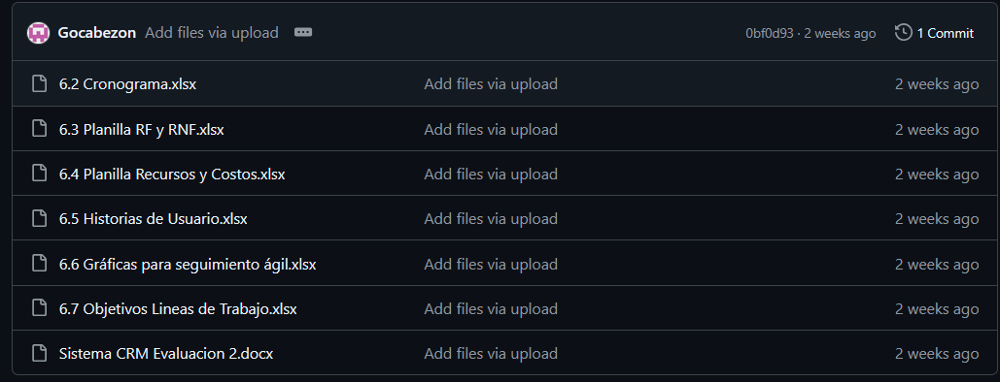 Gocabezon Add files via upload 0bf0d93 · 2 weeks ago 1 Commit
6.2 Cronograma.xlsx Add files via upload 2 weeks ago
6.3 Planilla RF y RNF.xlsx Add files via upload 2 weeks ago
6.4 Planilla Recursos y Costos.xlsx Add files via upload 2 weeks ago
6.5 Historias de Usuario.xlsx Add files via upload 2 weeks ago
6.6 Gráficas para seguimiento ágil.xlsx Add files via upload 2 weeks ago
6.7 Objetivos Lineas de Trabajo.xlsx Add files via upload 2 weeks ago
Sistema CRM Evaluacion 2.docx Add files via upload 2 weeks ago